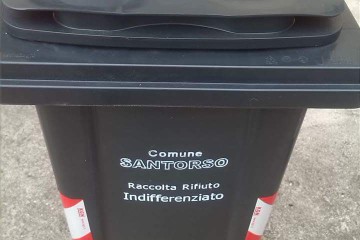 Comune
SANTORSO
Raccolta Rifiuto
Indifferenziato